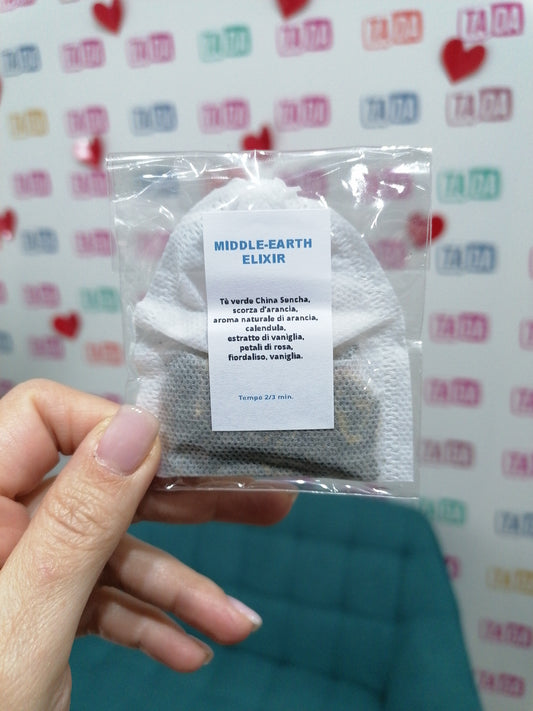 MIDDLE-EARTH
ELIXIR
Tè verde China Sencha,
scorza d'arancia,
aroma naturale di arancia,
calendula,
estratto di vaniglia,
petali di rosa,
fiordaliso, vaniglia.
Tempo 2/3 min.
TADA